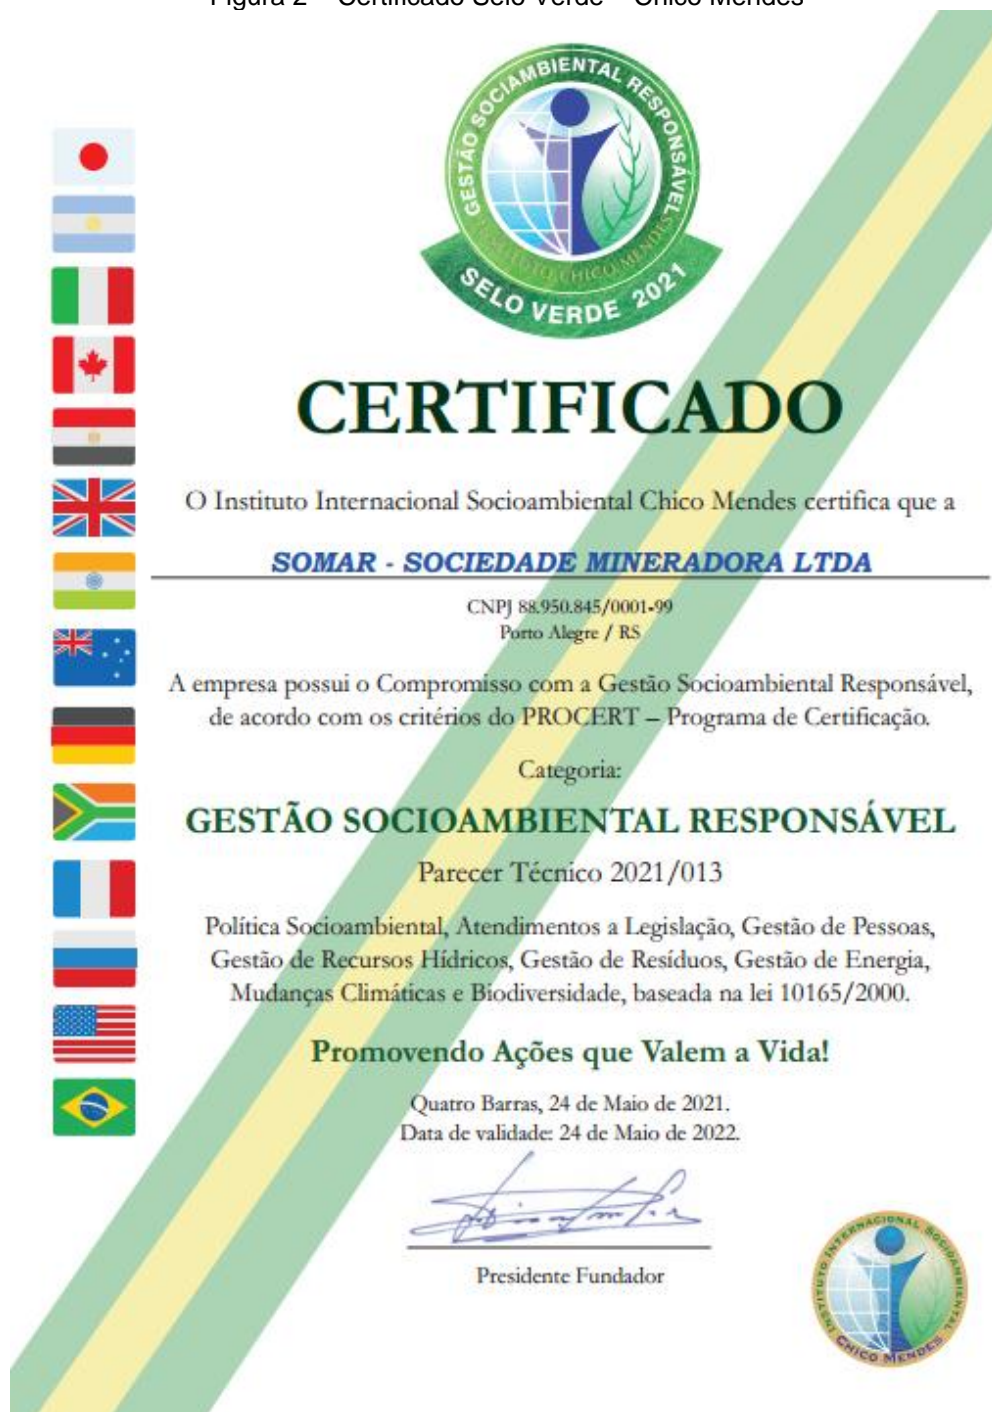 Figura 2 – Certificado Selo Verde – Chico Mendes
GESTÃO SOCIAMBIENTAL RESPONSÁVEL
INSTITUTO CHICO MENDES
SELO VERDE 2021
CERTIFICADO
O Instituto Internacional Socioambiental Chico Mendes certifica que a
SOMAR - SOCIEDADE MINERADORA LTDA
CNPJ 88.950.845/0001-99
Porto Alegre / RS
A empresa possui o Compromisso com a Gestão Socioambiental Responsável,
de acordo com os critérios do PROCERT – Programa de Certificação.
Categoria:
GESTÃO SOCIOAMBIENTAL RESPONSÁVEL
Parecer Técnico 2021/013
Política Socioambiental, Atendimentos a Legislação, Gestão de Pessoas,
Gestão de Recursos Hídricos, Gestão de Resíduos, Gestão de Energia,
Mudanças Climáticas e Biodiversidade, baseada na lei 10165/2000.
Promovendo Ações que Valem a Vida!
Quatro Barras, 24 de Maio de 2021.
Data de validade: 24 de Maio de 2022.
Presidente Fundador
INSTITUTO INTERNACIONAL SOCIOAMBIENTAL
CHICO MENDES